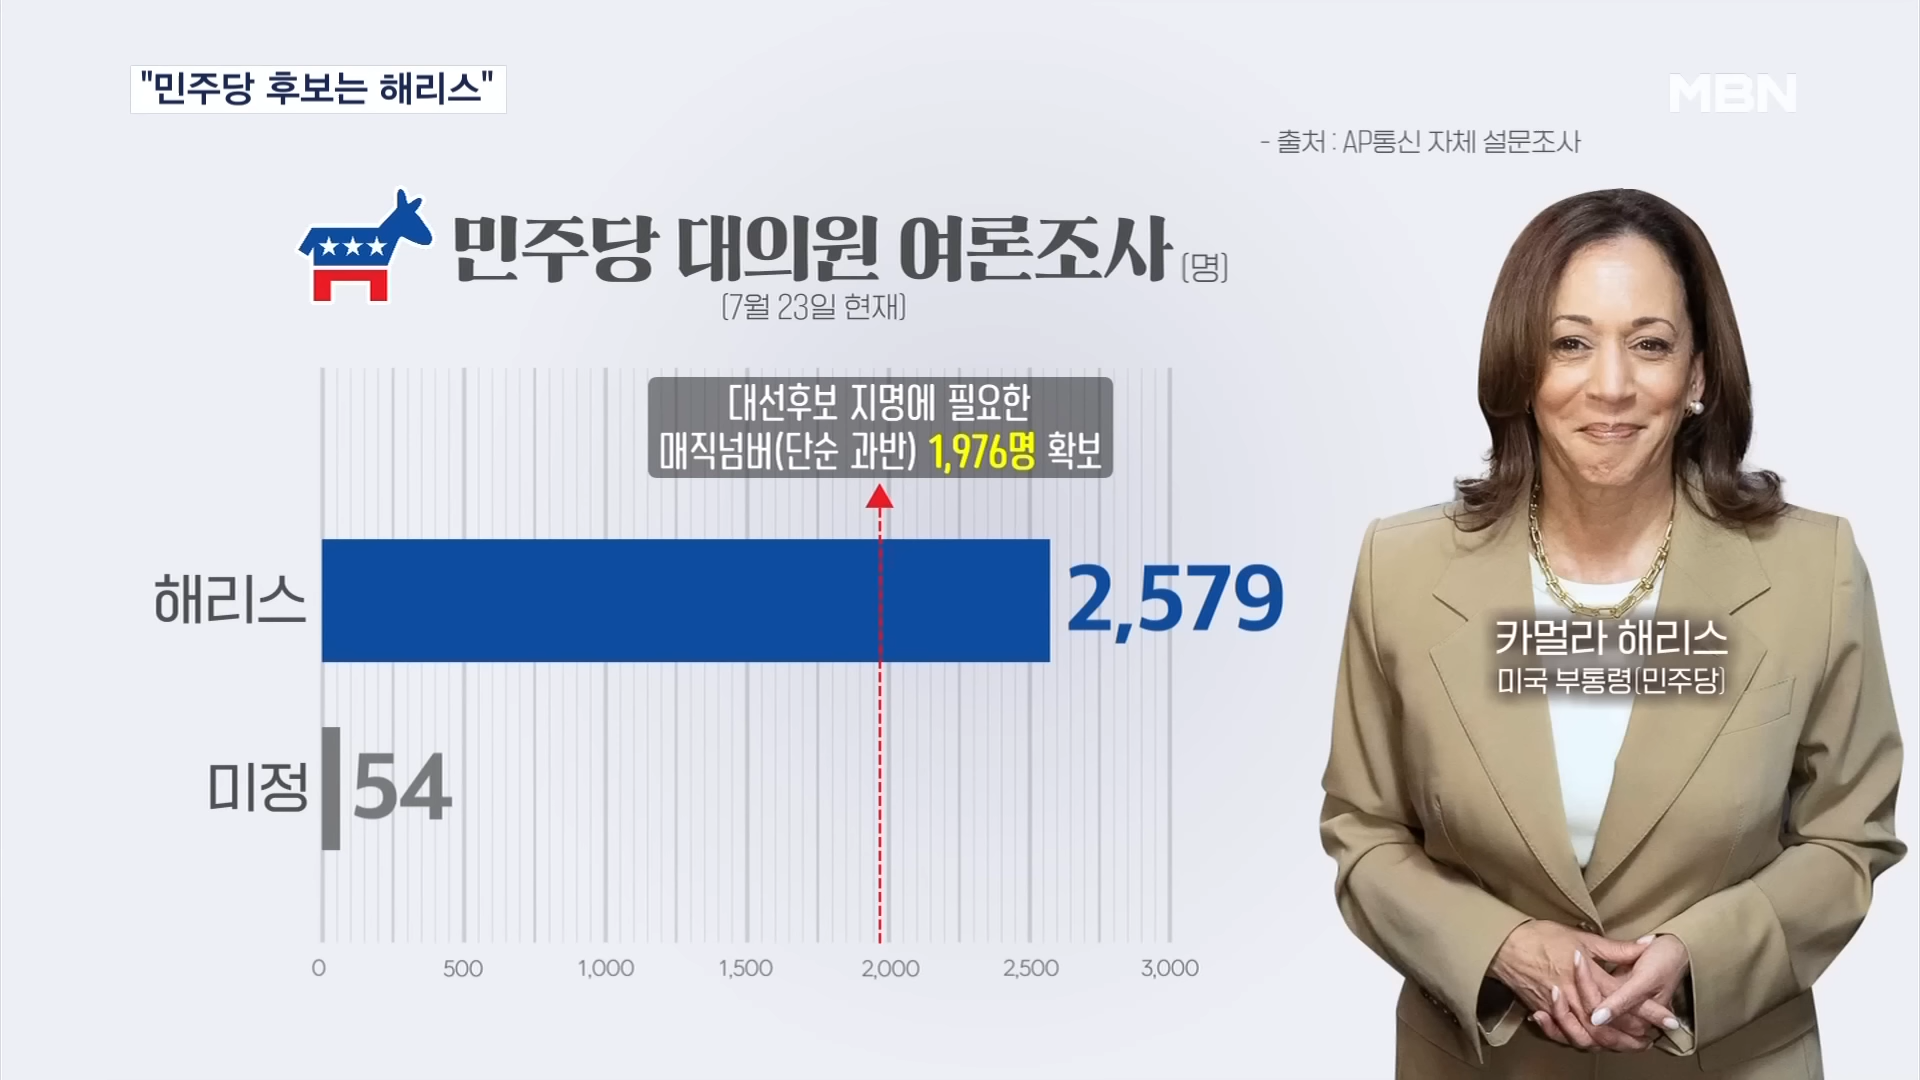 "민주당 후보는 해리스"
MBN
- 출처 : AP통신 자체 설문조사
민주당 대의원 여론조사 (명)
(7월 23일 현재)
대선후보 지명에 필요한
매직넘버(단순 과반) 1,976명 확보
해리스 2,579
미정 54
0 500 1,000 1,500 2,000 2,500 3,000
카멀라 해리스
미국 부통령(민주당)